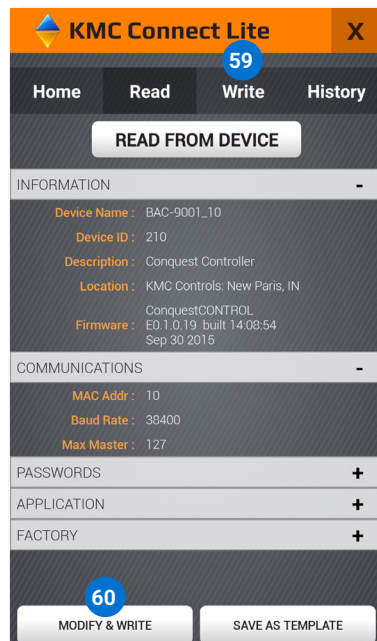 KMC Connect Lite X
59
Home Read Write History
READ FROM DEVICE
INFORMATION -
Device Name : BAC-9001_10
Device ID : 210
Description : Conquest Controller
Location : KMC Controls: New Paris, IN
ConquestCONTROL
Firmware : E0.1.0.19 built 14:08:54
Sep 30 2015
COMMUNICATIONS -
MAC Addr : 10
Baud Rate : 38400
Max Master : 127
PASSWORDS +
APPLICATION +
FACTORY +
60
MODIFY & WRITE SAVE AS TEMPLATE